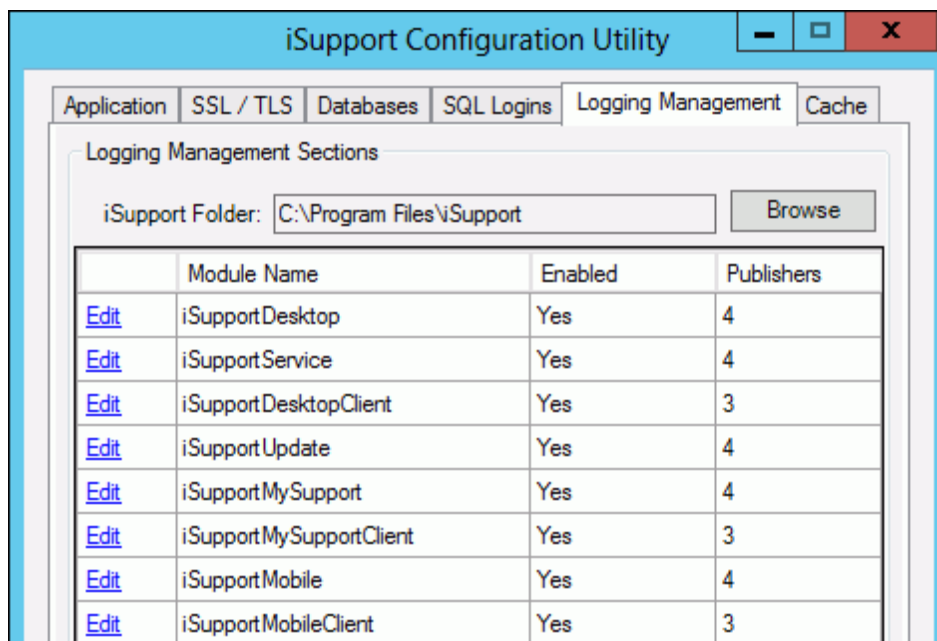 iSupport Configuration Utility
Application SSL / TLS Databases SQL Logins Logging Management Cache
Logging Management Sections
iSupport Folder: C:\Program Files\iSupport Browse
Module Name Enabled Publishers
Edit iSupportDesktop Yes 4
Edit iSupportService Yes 4
Edit iSupportDesktopClient Yes 3
Edit iSupportUpdate Yes 4
Edit iSupportMySupport Yes 4
Edit iSupportMySupportClient Yes 3
Edit iSupportMobile Yes 4
Edit iSupportMobileClient Yes 3